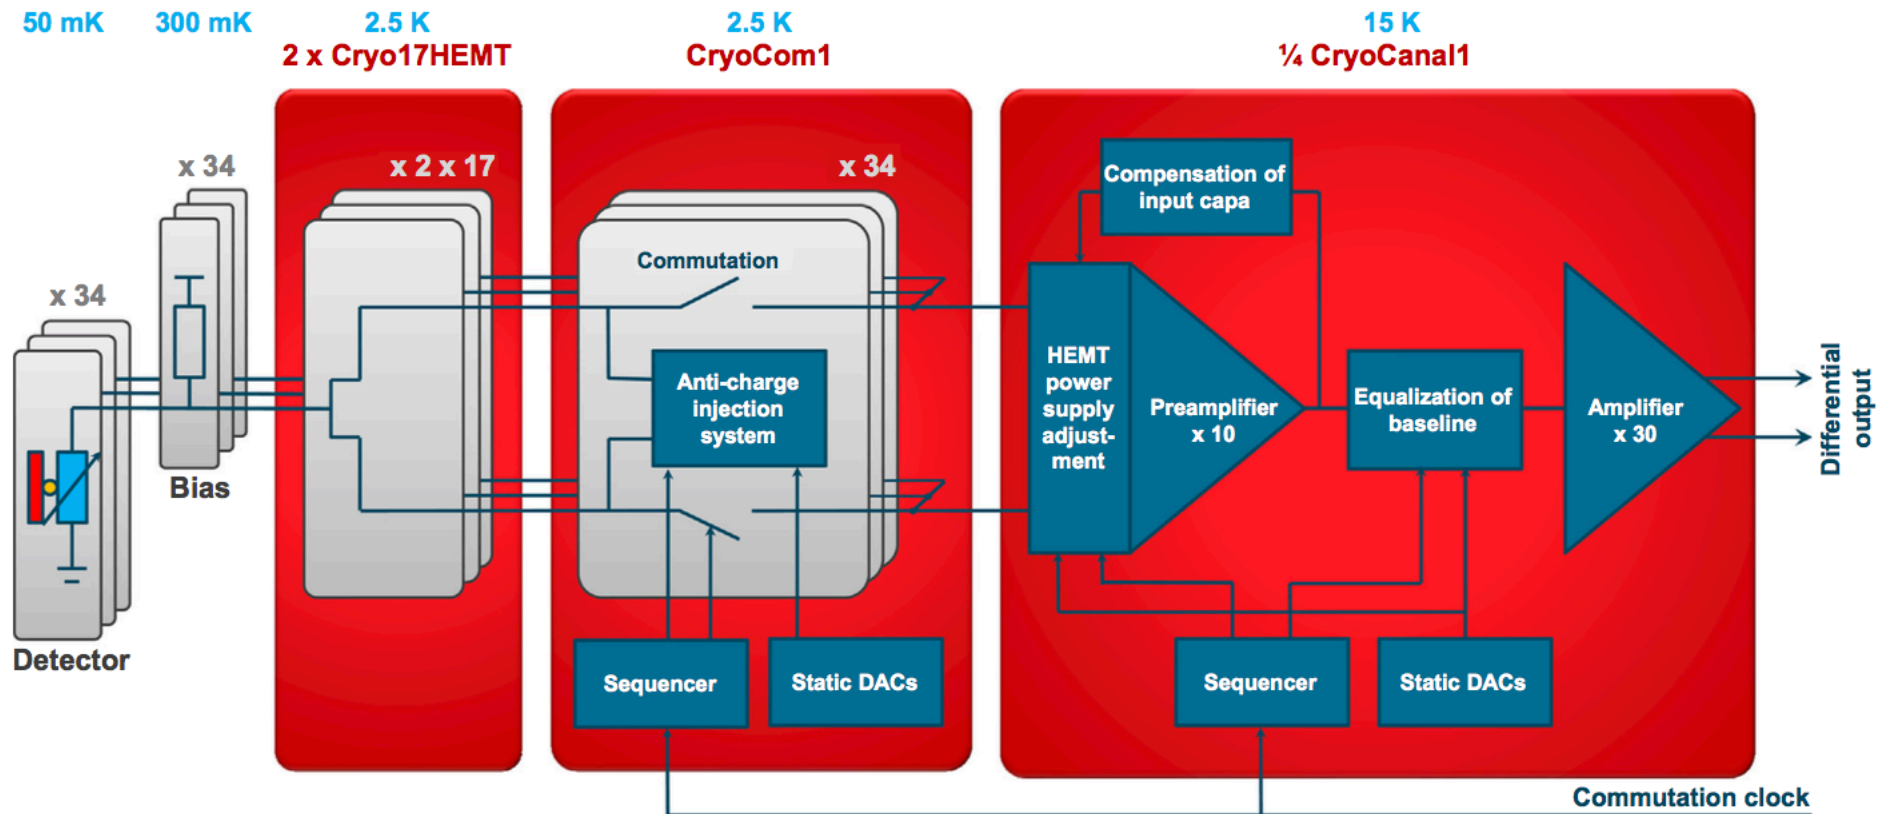 50 mK
300 mK
2.5 K
2.5 K
15 K
2 x Cryo17HEMT
CryoCom1
¼ CryoCanal1
x 34
x 34
x 2 x 17
x 34
Commutation
Anti-charge
injection
system
Compensation of
input capa
HEMT
power
supply
adjust-
ment
Preamplifier
x 10
Equalization of
baseline
Amplifier
x 30
Differential
output
Bias
Detector
Sequencer
Static DACs
Sequencer
Static DACs
Commutation clock